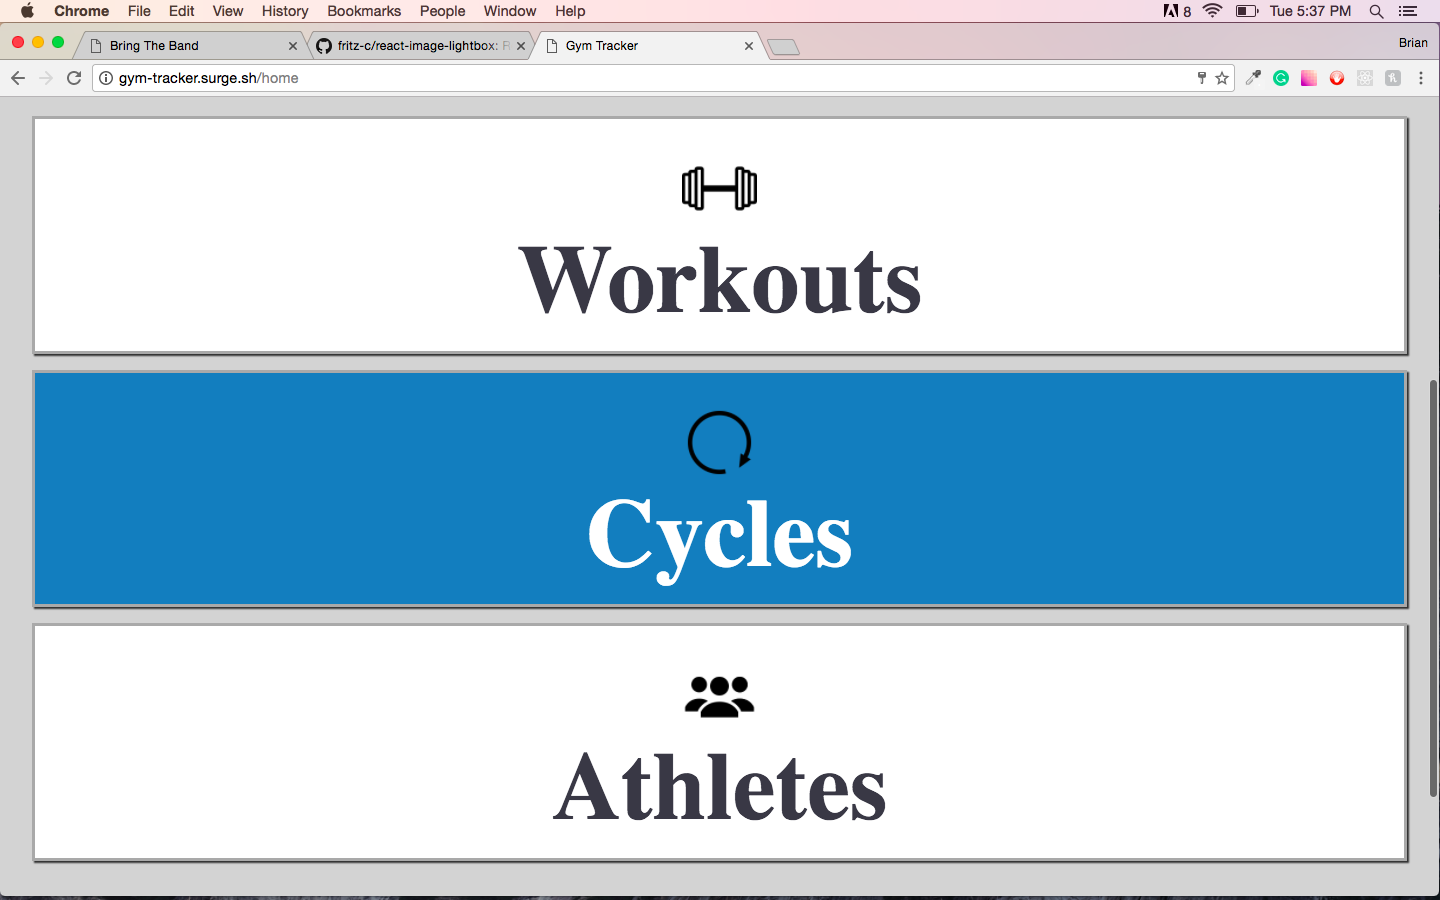 Chrome File Edit View History Bookmarks People Window Help 8 Tue 5:37 PM
Bring The Band fritz-c/react-image-lightbox: Gym Tracker Brian
gym-tracker.surge.sh/home
Workouts
Cycles
Athletes